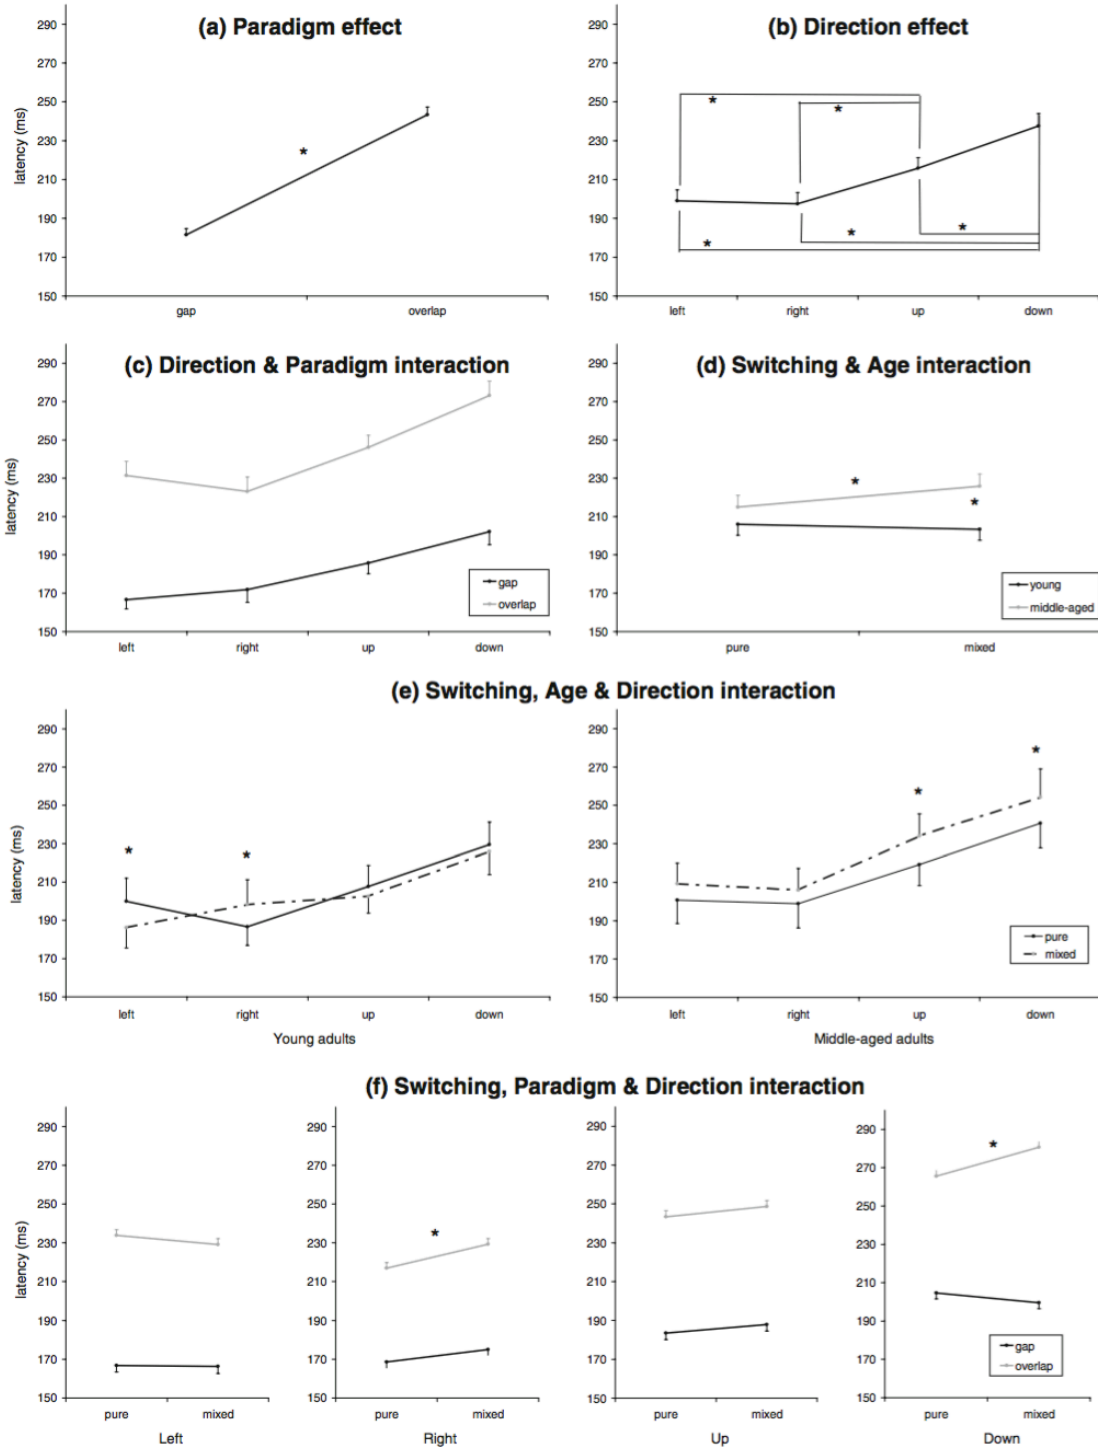 (a) Paradigm effect
290
270
250
230
210
190
170
150
latency (ms)
*
gap
overlap
(b) Direction effect
290
270
250
230
210
190
170
150
*
*
*
*
*
left
right
up
down
(c) Direction & Paradigm interaction
290
270
250
230
210
190
170
150
latency (ms)
gap
overlap
left
right
up
down
(d) Switching & Age interaction
290
270
250
230
210
190
170
150
*
*
young
middle-aged
pure
mixed
(e) Switching, Age & Direction interaction
290
270
250
230
210
190
170
150
latency (ms)
*
*
left
right
up
down
Young adults
290
270
250
230
210
190
170
150
*
*
pure
mixed
left
right
up
down
Middle-aged adults
(f) Switching, Paradigm & Direction interaction
290
270
250
230
210
190
170
150
latency (ms)
pure
mixed
Left
290
270
250
230
210
190
170
150
*
pure
mixed
Right
290
270
250
230
210
190
170
150
pure
mixed
Up
290
270
250
230
210
190
170
150
*
gap
overlap
pure
mixed
Down